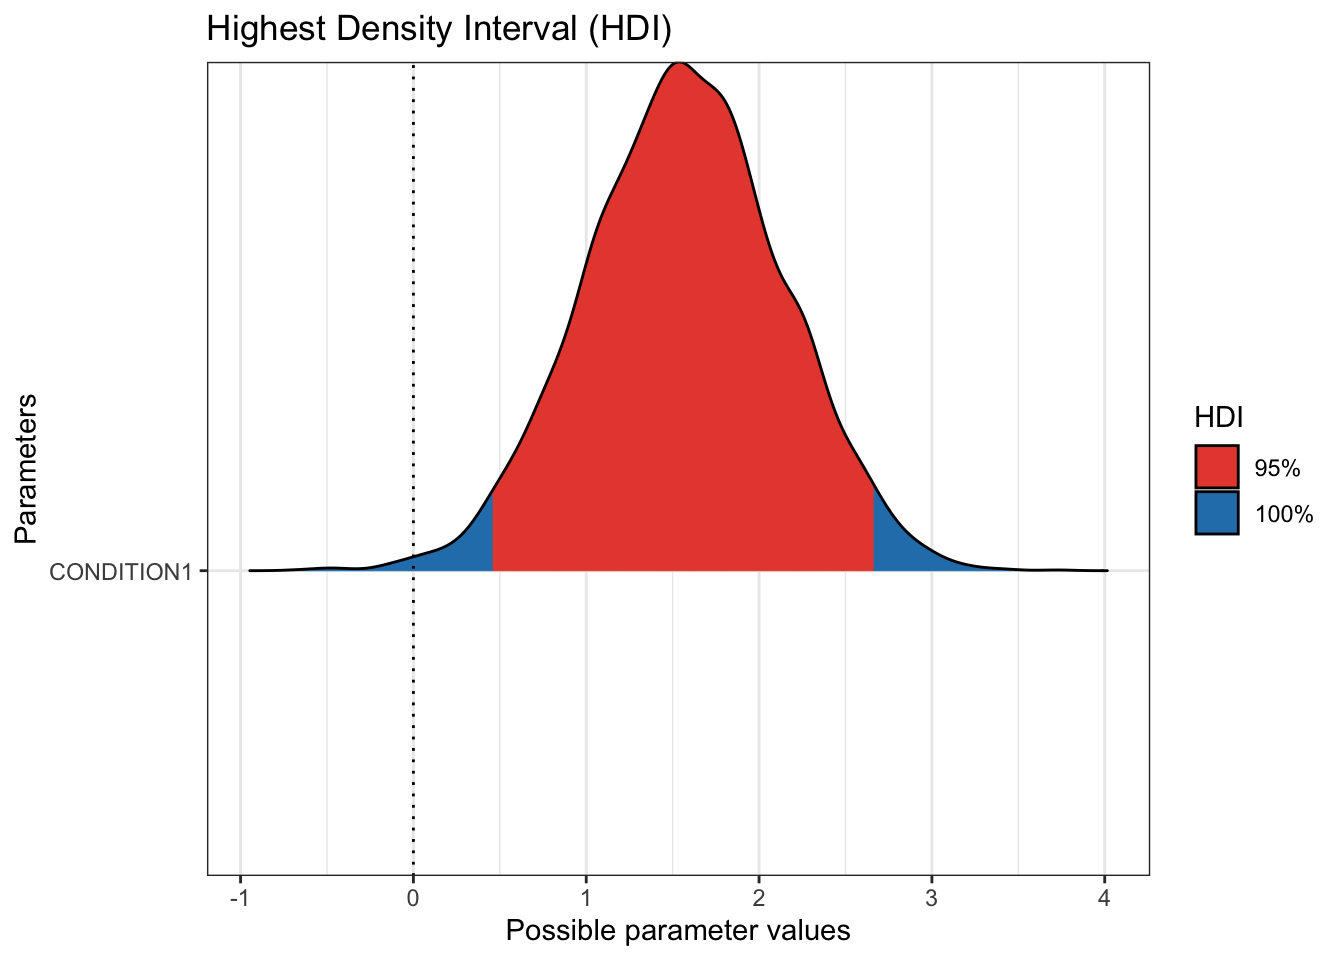 Highest Density Interval (HDI)
Parameters
CONDITION1
HDI
95%
100%
-1 0 1 2 3 4
Possible parameter values